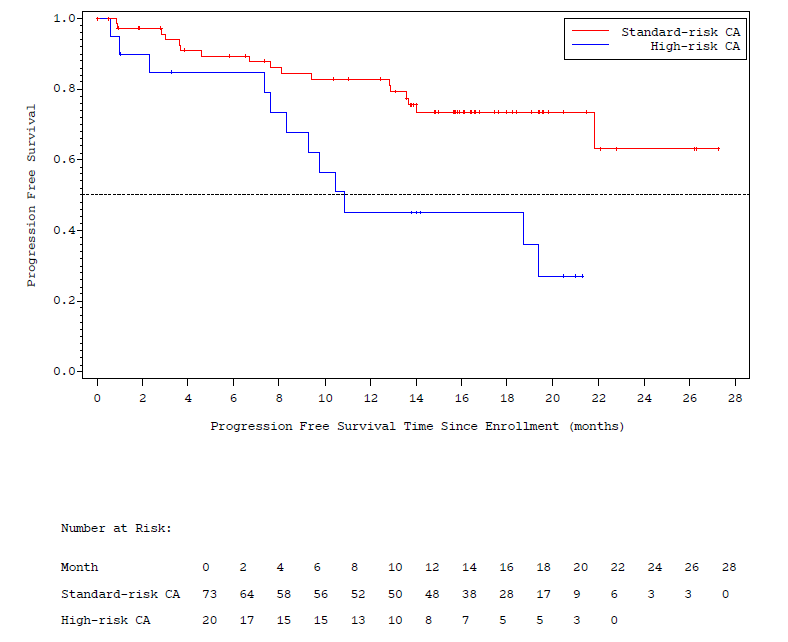 Standard-risk CA
High-risk CA
Progression Free Survival
1.0
0.8
0.6
0.4
0.2
0.0
0 2 4 6 8 10 12 14 16 18 20 22 24 26 28
Progression Free Survival Time Since Enrollment (months)
Number at Risk:
Month 0 2 4 6 8 10 12 14 16 18 20 22 24 26 28
Standard-risk CA 73 64 58 56 52 50 48 38 28 17 9 6 3 3 0
High-risk CA 20 17 15 15 13 10 8 7 5 5 3 0